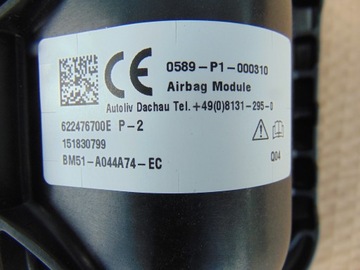 CE 0589-P1-000310
Airbag Module
Autoliv Dachau Tel.+49(0)8131-295-0
622476700E P-2
151830799
BM51-A044A74-EC
Q04